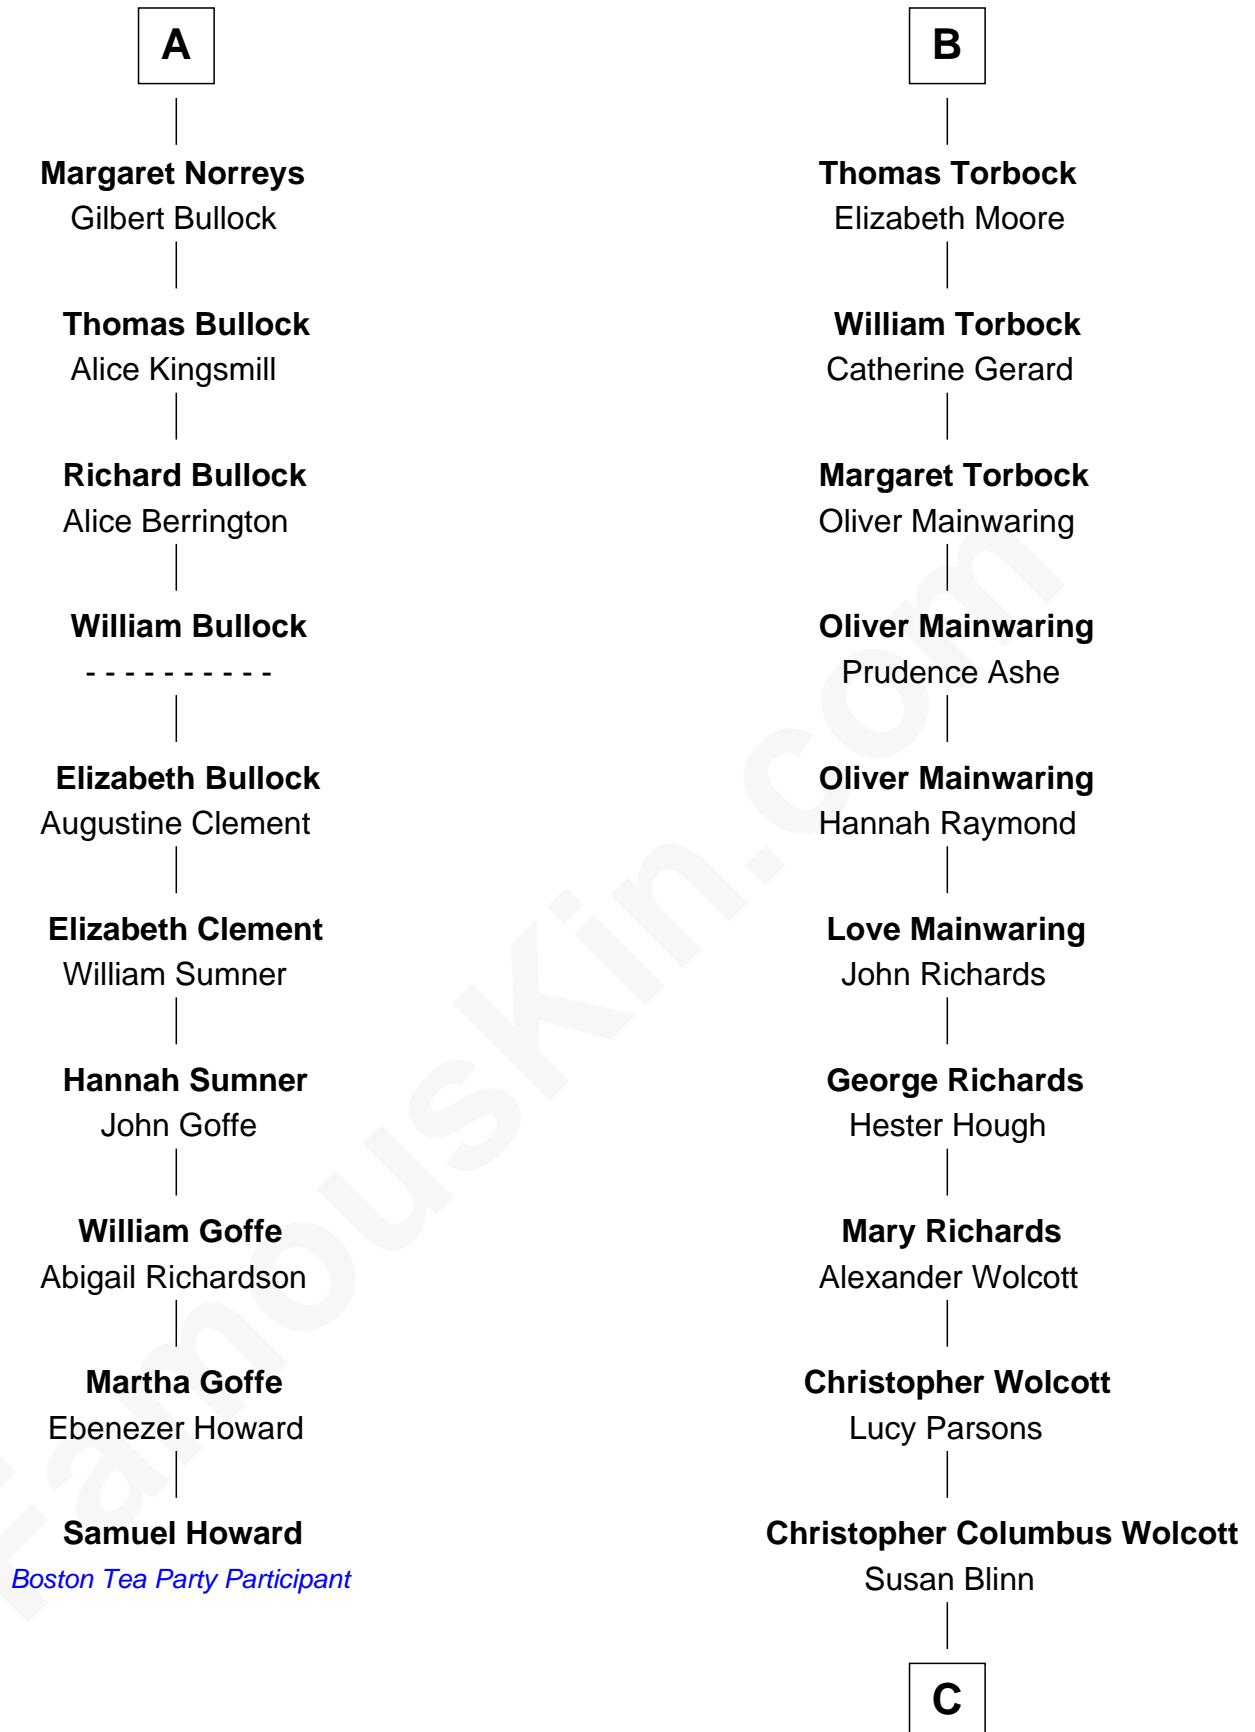 A
Margaret Norreys
Gilbert Bullock
Thomas Bullock
Alice Kingsmill
Richard Bullock
Alice Berrington
William Bullock
- - - - - - - - - -
Elizabeth Bullock
Augustine Clement
Elizabeth Clement
William Sumner
Hannah Sumner
John Goffe
William Goffe
Abigail Richardson
Martha Goffe
Ebenezer Howard
Samuel Howard
Boston Tea Party Participant
B
Thomas Torbock
Elizabeth Moore
William Torbock
Catherine Gerard
Margaret Torbock
Oliver Mainwaring
Oliver Mainwaring
Prudence Ashe
Oliver Mainwaring
Hannah Raymond
Love Mainwaring
John Richards
George Richards
Hester Hough
Mary Richards
Alexander Wolcott
Christopher Wolcott
Lucy Parsons
Christopher Columbus Wolcott
Susan Blinn
C
FamousKin.com